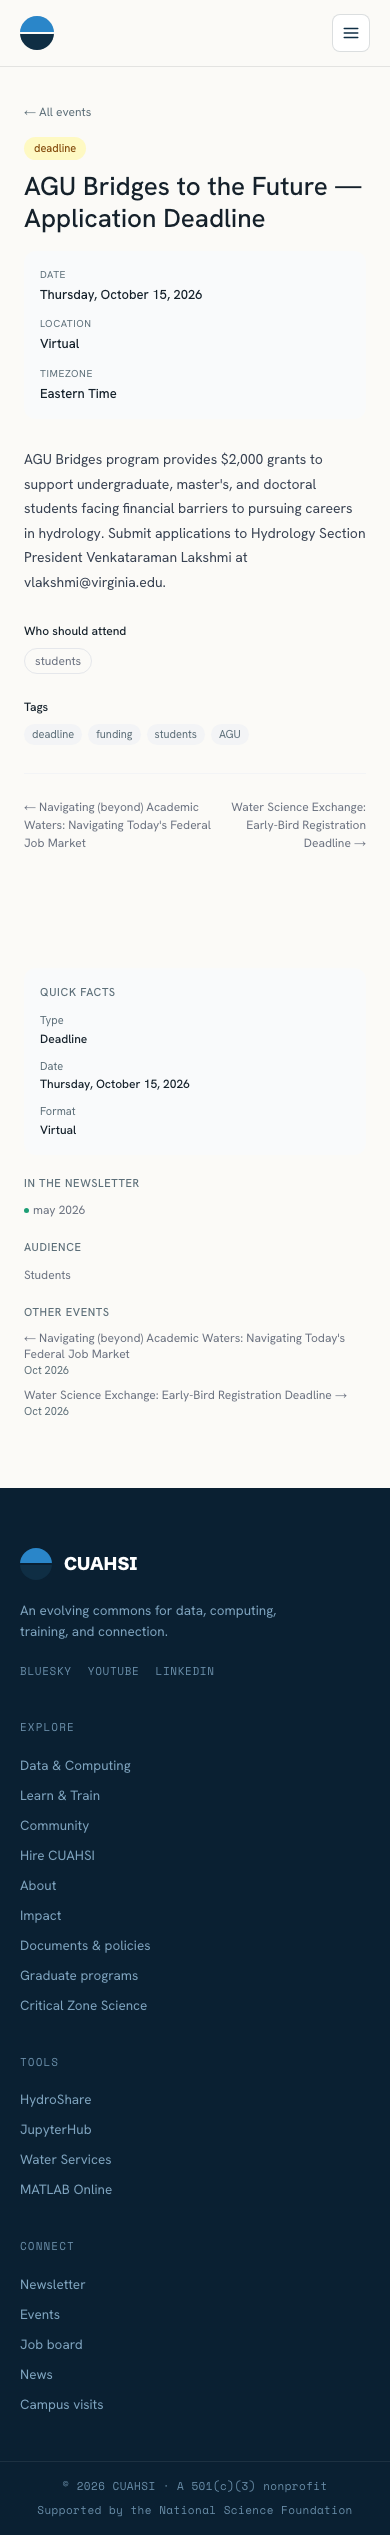 ← All events
deadline
AGU Bridges to the Future —
Application Deadline
DATE
Thursday, October 15, 2026
LOCATION
Virtual
TIMEZONE
Eastern Time
AGU Bridges program provides $2,000 grants to
support undergraduate, master's, and doctoral
students facing financial barriers to pursuing careers
in hydrology. Submit applications to Hydrology Section
President Venkataraman Lakshmi at
vlakshmi@virginia.edu.
Who should attend
students
Tags
deadline funding students AGU
← Navigating (beyond) Academic
Waters: Navigating Today's Federal
Job Market
Water Science Exchange:
Early-Bird Registration
Deadline →
QUICK FACTS
Type
Deadline
Date
Thursday, October 15, 2026
Format
Virtual
IN THE NEWSLETTER
may 2026
AUDIENCE
Students
OTHER EVENTS
← Navigating (beyond) Academic Waters: Navigating Today's
Federal Job Market
Oct 2026
Water Science Exchange: Early-Bird Registration Deadline →
Oct 2026
CUAHSI
An evolving commons for data, computing,
training, and connection.
BLUESKY YOUTUBE LINKEDIN
EXPLORE
Data & Computing
Learn & Train
Community
Hire CUAHSI
About
Impact
Documents & policies
Graduate programs
Critical Zone Science
TOOLS
HydroShare
JupyterHub
Water Services
MATLAB Online
CONNECT
Newsletter
Events
Job board
News
Campus visits
© 2026 CUAHSI · A 501(c)(3) nonprofit
Supported by the National Science Foundation